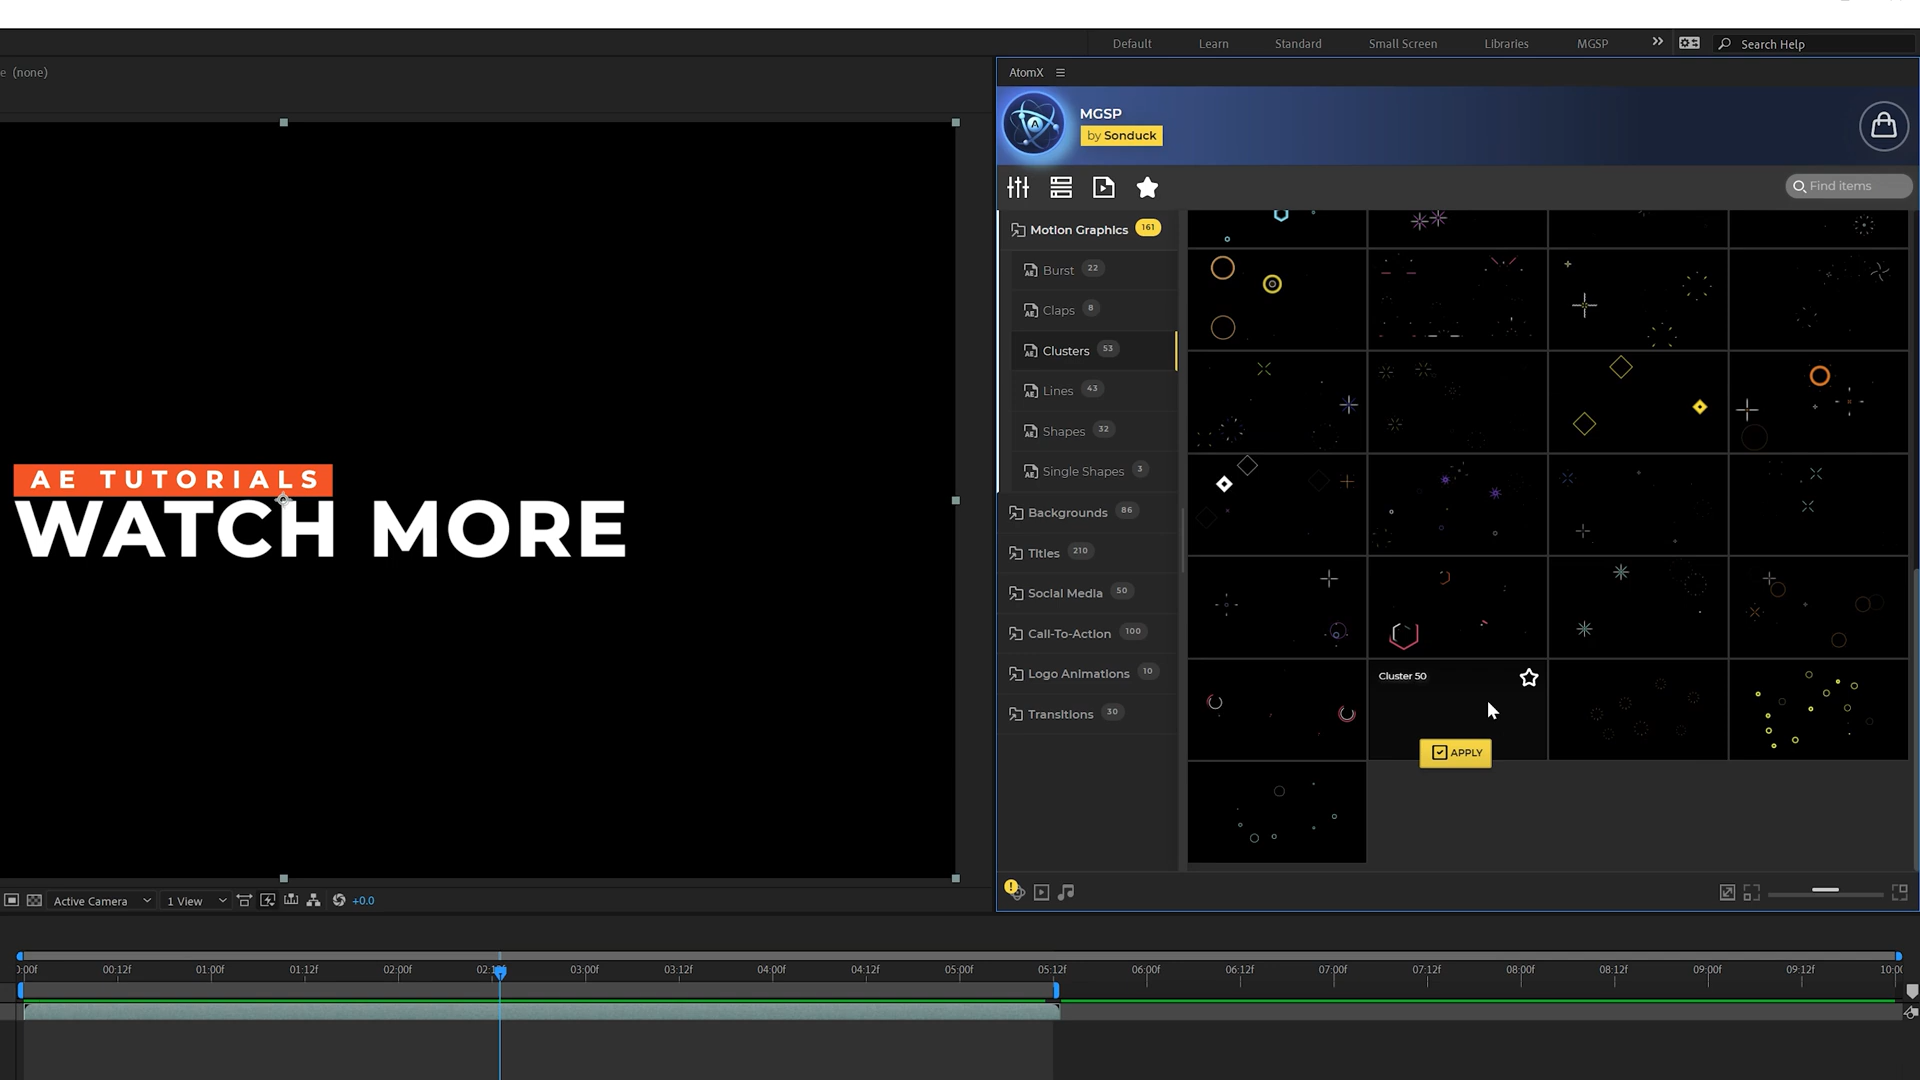 Default Learn Standard Small Screen Libraries MGSP Search Help
e (none)
AtomX
MGSP
by Sonduck
Find items
Motion Graphics 161
Burst 22
Claps 8
Clusters 53
Lines 43
Shapes 32
Single Shapes 3
Backgrounds 86
Titles 210
Social Media 50
Call-To-Action 100
Logo Animations 10
Transitions 30
Cluster 50
APPLY
AE TUTORIALS
WATCH MORE
Active Camera 1 View +0.0
00:12f 01:00f 01:12f 02:00f 03:00f 03:12f 04:00f 04:12f 05:00f 05:12f 06:00f 06:12f 07:00f 07:12f 08:00f 08:12f 09:00f 09:12f